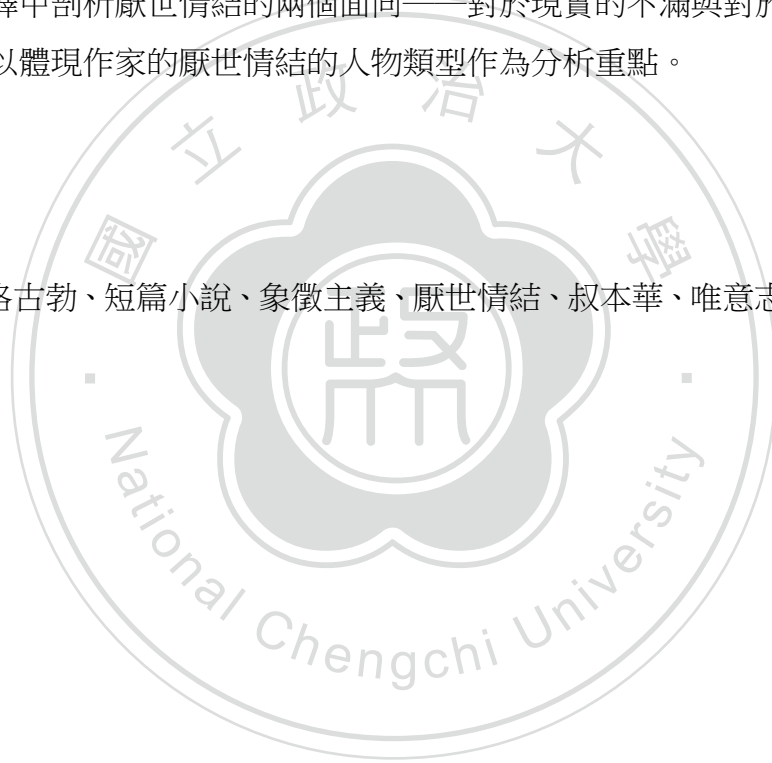 擇中剖析厭世情結的兩個面向——對於現實的不滿與對於
以體現作家的厭世情結的人物類型作為分析重點。
國立政治大學
洛古勃、短篇小說、象徵主義、厭世情結、叔本華、唯意志
政
National Chengchi University